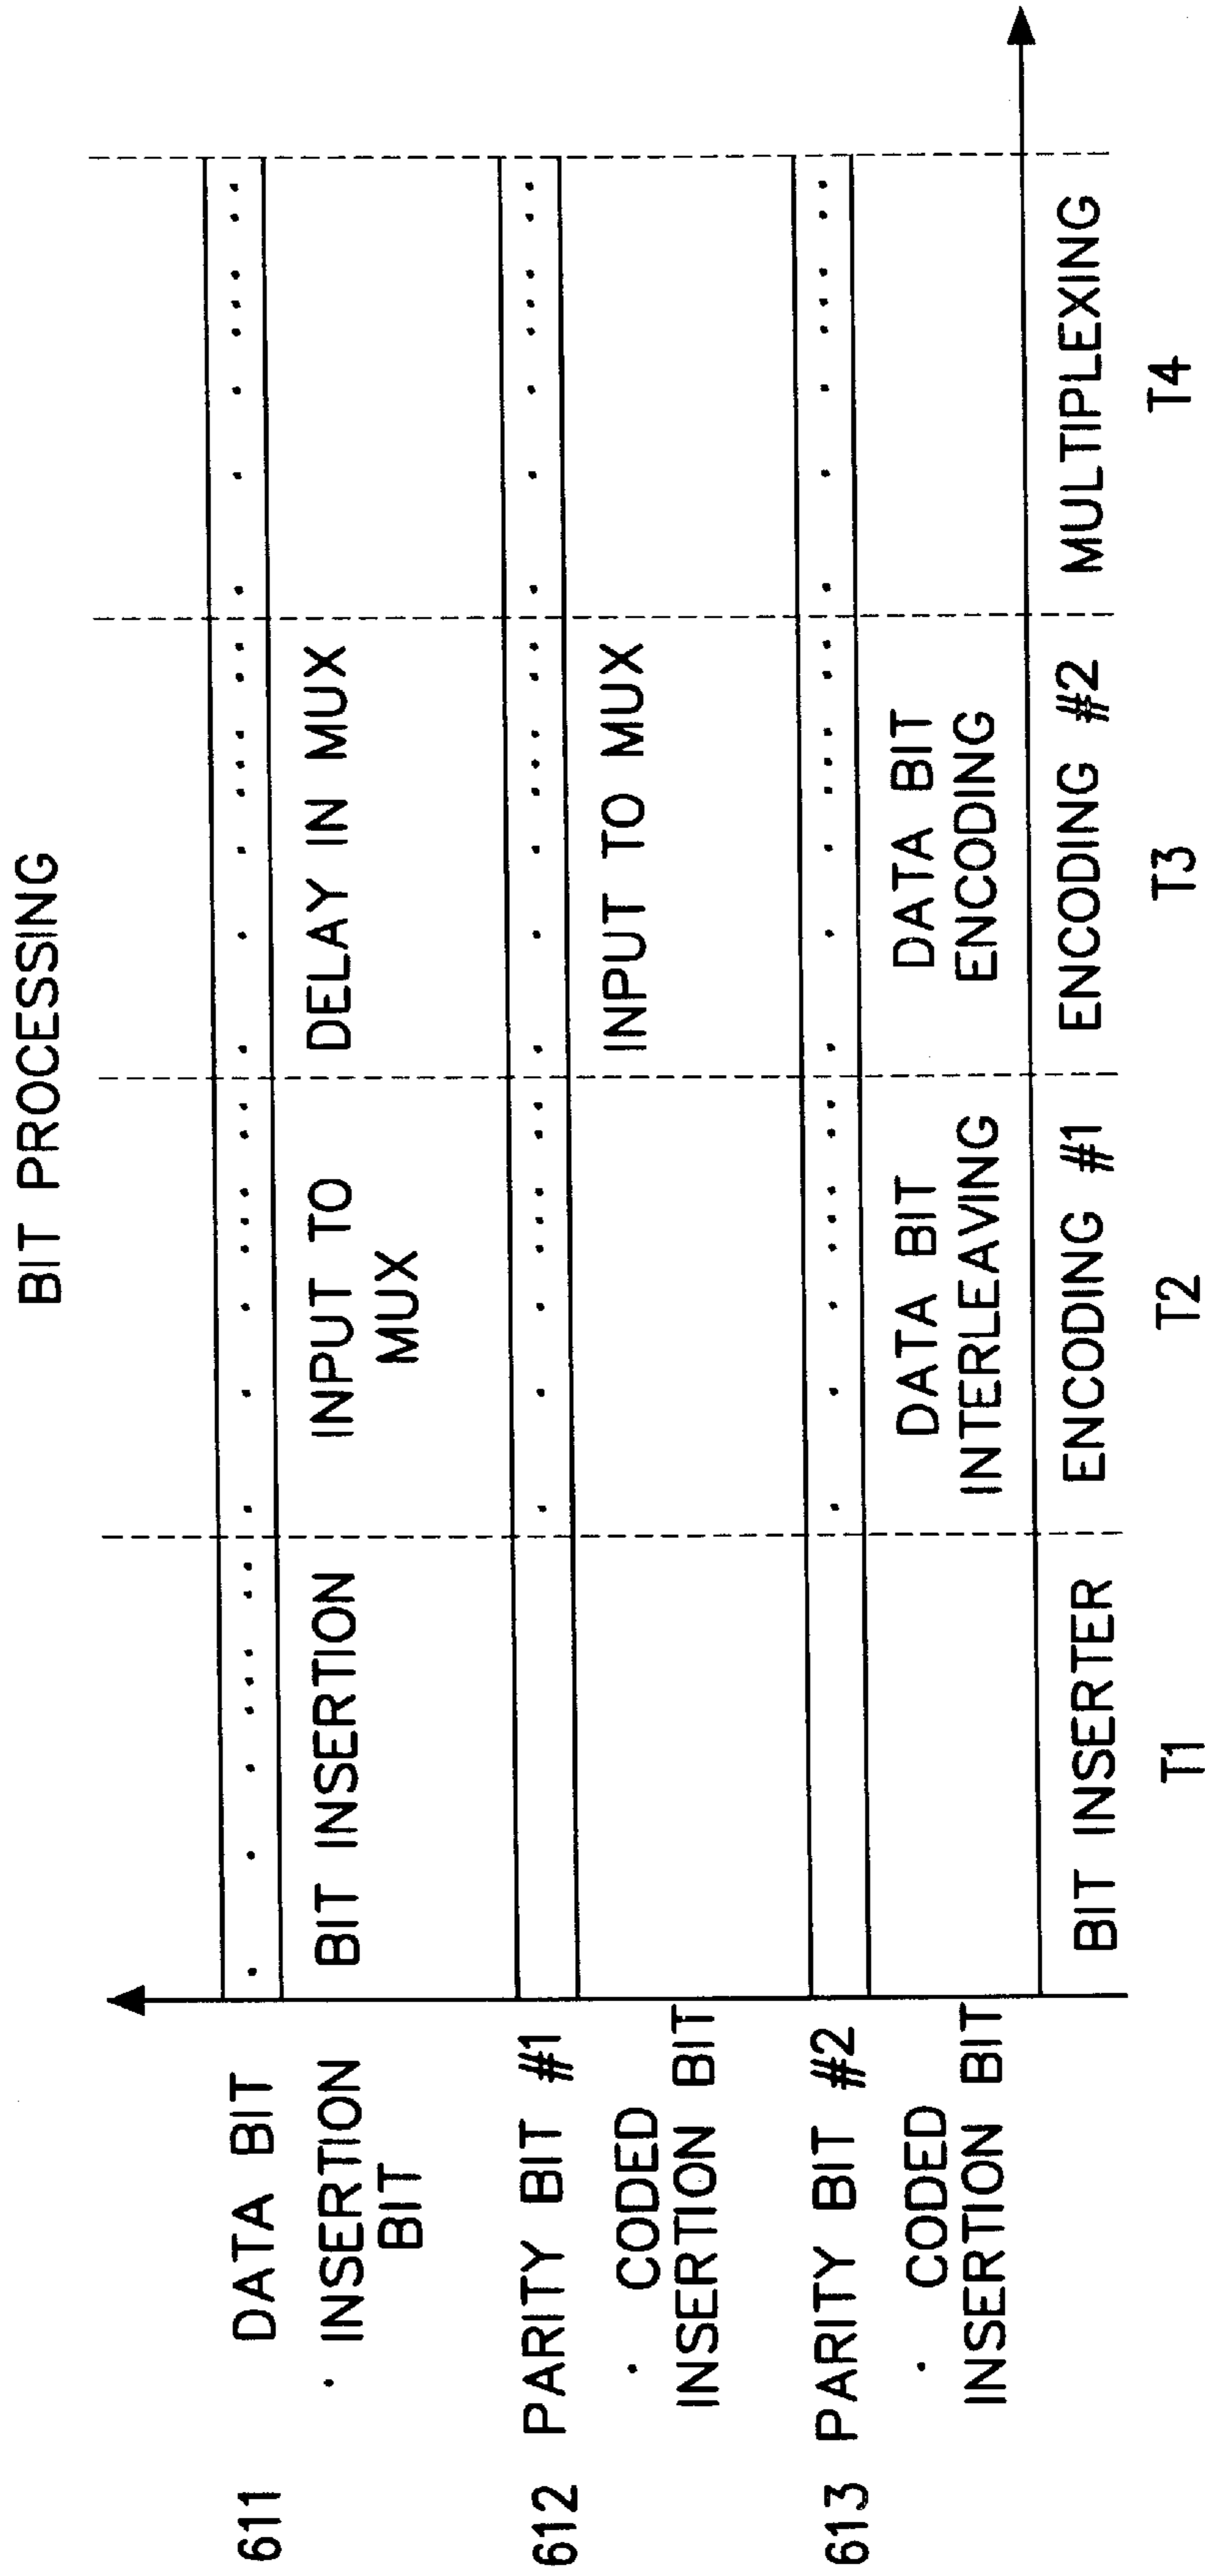 BIT PROCESSING
611 DATA BIT
· INSERTION
BIT
BIT INSERTION
INPUT TO
MUX
DELAY IN MUX
612 PARITY BIT #1
· CODED
INSERTION BIT
INPUT TO MUX
613 PARITY BIT #2
· CODED
INSERTION BIT
DATA BIT
INTERLEAVING
DATA BIT
ENCODING
BIT INSERTER
ENCODING #1
ENCODING #2
MULTIPLEXING
T1
T2
T3
T4